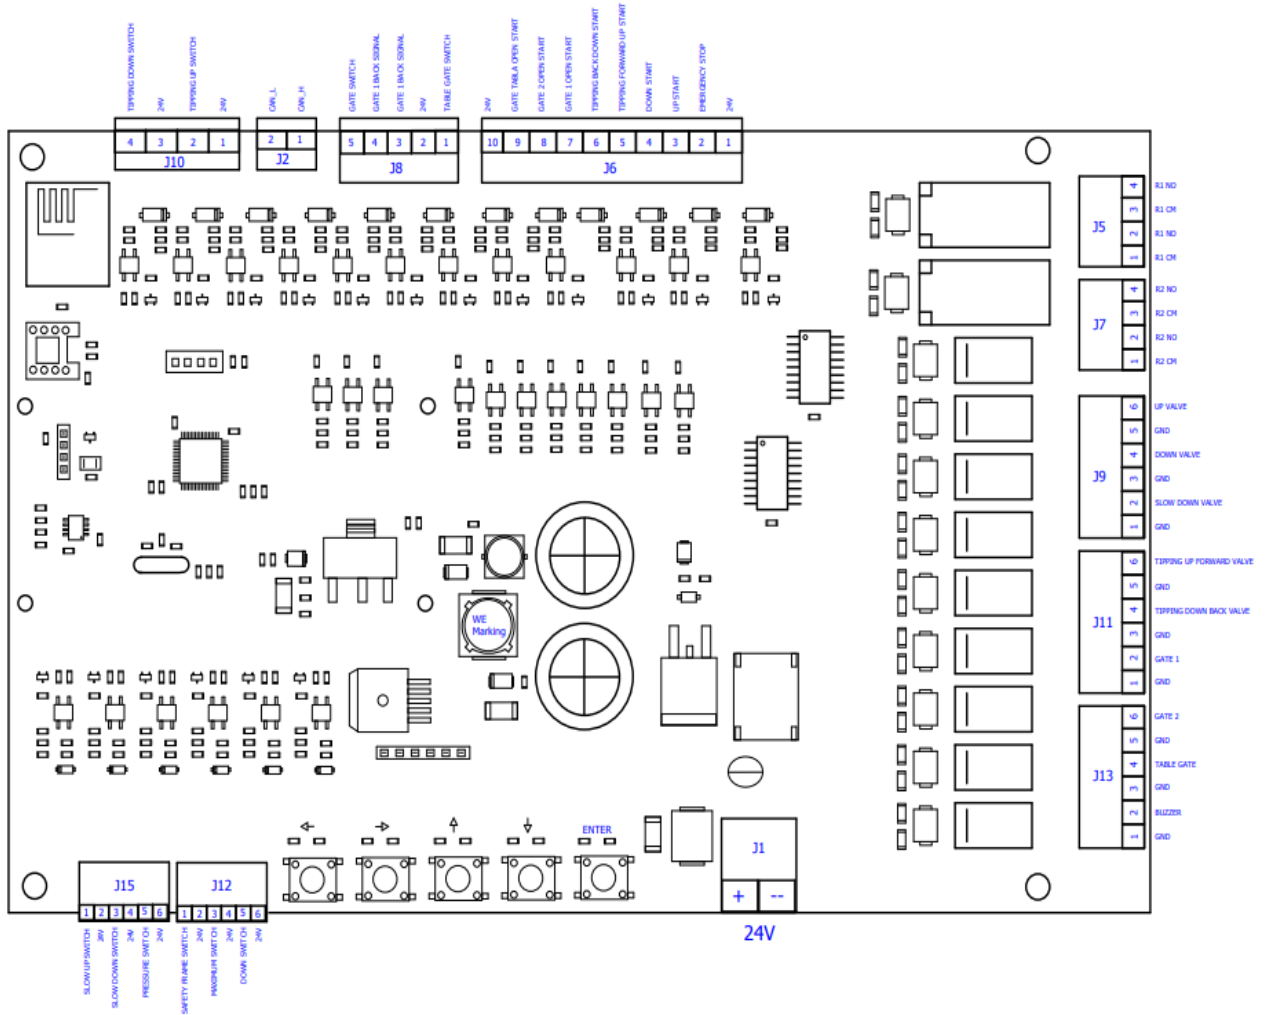 TIPPING DOWN SWITCH
24V
TIPPING UP SWITCH
24V
CAN_L
CAN_H
GATE SWITCH
GATE 1 BACK SIGNAL
GATE 1 BACK SIGNAL
24V
TABLE GATE SWITCH
24V
GATE TABLA OPEN START
GATE 2 OPEN START
GATE 1 OPEN START
TIPPING BACK DOWN START
TIPPING FORWARD UP START
DOWN START
UP START
EMERGENCY STOP
24V
4 3 2 1
J10
2 1
J2
5 4 3 2 1
J8
10 9 8 7 6 5 4 3 2 1
J6
J5
4 R1 NO
3 R1 CM
2 R1 NO
1 R1 CM
J7
4 R2 NO
3 R2 CM
2 R2 NO
1 R2 CM
J9
6 UP VALVE
5 GND
4 DOWN VALVE
3 GND
2 SLOW DOWN VALVE
1 GND
J11
6 TIPPING UP FORWARD VALVE
5 GND
4 TIPPING DOWN BACK VALVE
3 GND
2 GATE 1
1 GND
WE
Marking
J13
6 GATE 2
5 GND
4 TABLE GATE
3 GND
2 BUZZER
1 GND
ENTER
J1
+ --
24V
J15
1 2 3 4 5 6
J12
1 2 3 4 5 6
SLOW UP SWITCH
24V
SLOW DOWN SWITCH
24V
PRESSURE SWITCH
24V
SAFETY FRAME SWITCH
24V
MAXIMUM SWITCH
24V
DOWN SWITCH
24V